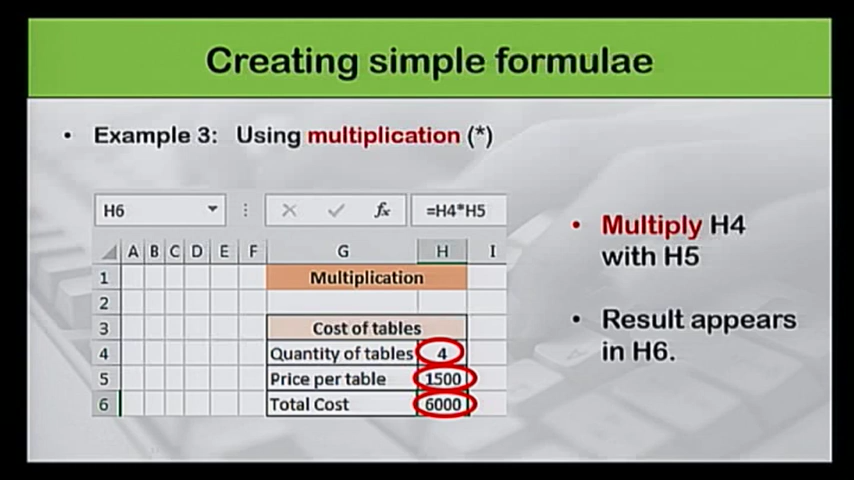 Creating simple formulae
• Example 3: Using multiplication (*)
H6 fx =H4*H5
A B C D E F G H I
1 Multiplication
2
3 Cost of tables
4 Quantity of tables 4
5 Price per table 1500
6 Total Cost 6000
• Multiply H4
with H5
• Result appears
in H6.